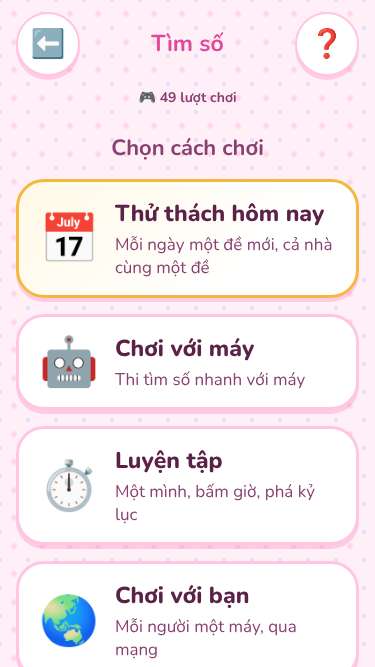 Tìm số
49 lượt chơi
Chọn cách chơi
July
17
Thử thách hôm nay
Mỗi ngày một đề mới, cả nhà
cùng một đề
Chơi với máy
Thi tìm số nhanh với máy
Luyện tập
Một mình, bấm giờ, phá kỷ
lục
Chơi với bạn
Mỗi người một máy, qua
mạng